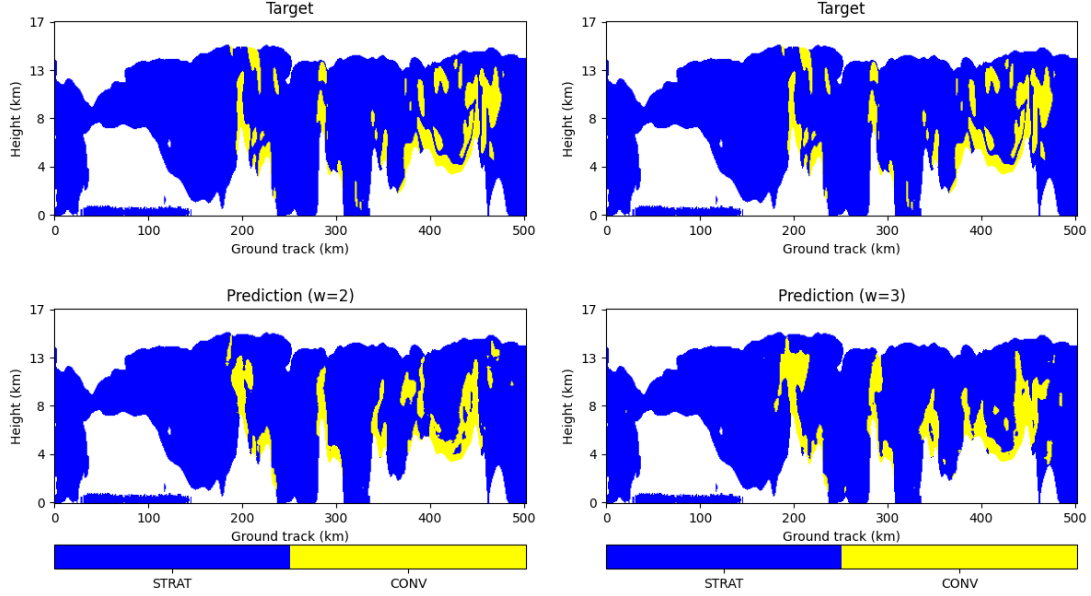 Target
Target
17
13
8
4
0
Height (km)
0 100 200 300 400 500
Ground track (km)
17
13
8
4
0
Height (km)
0 100 200 300 400 500
Ground track (km)
Prediction (w=2)
Prediction (w=3)
17
13
8
4
0
Height (km)
0 100 200 300 400 500
Ground track (km)
17
13
8
4
0
Height (km)
0 100 200 300 400 500
Ground track (km)
STRAT CONV
STRAT CONV